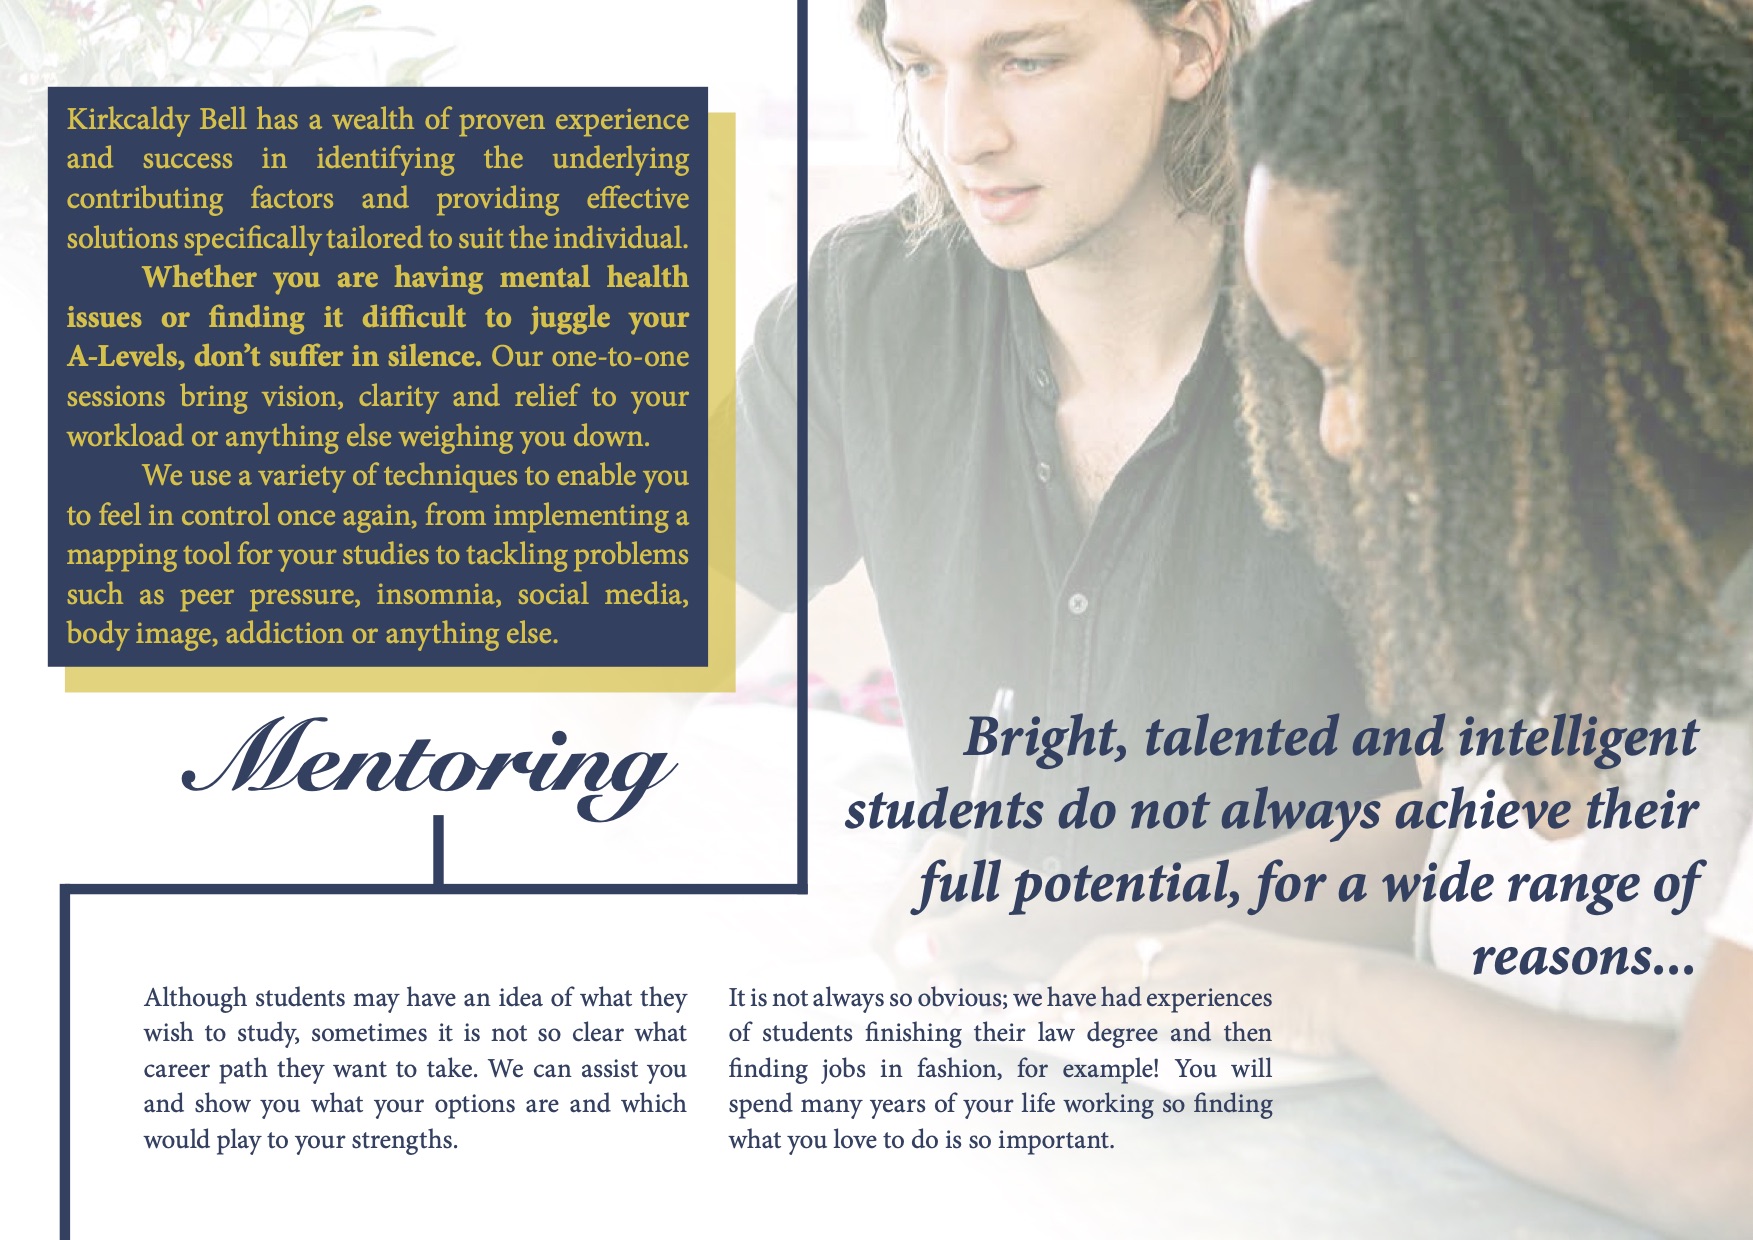 Kirkcaldy Bell has a wealth of proven experience
and success in identifying the underlying
contributing factors and providing effective
solutions specifically tailored to suit the individual.
Whether you are having mental health
issues or finding it difficult to juggle your
A-Levels, don't suffer in silence. Our one-to-one
sessions bring vision, clarity and relief to your
workload or anything else weighing you down.
We use a variety of techniques to enable you
to feel in control once again, from implementing a
mapping tool for your studies to tackling problems
such as peer pressure, insomnia, social media,
body image, addiction or anything else.
Mentoring
Bright, talented and intelligent
students do not always achieve their
full potential, for a wide range of
reasons...
Although students may have an idea of what they
wish to study, sometimes it is not so clear what
career path they want to take. We can assist you
and show you what your options are and which
would play to your strengths.
It is not always so obvious; we have had experiences
of students finishing their law degree and then
finding jobs in fashion, for example! You will
spend many years of your life working so finding
what you love to do is so important.